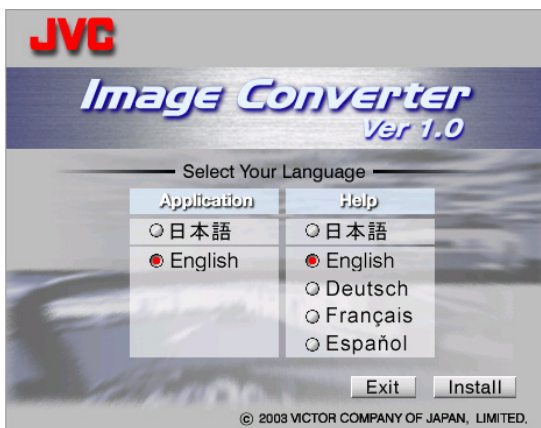 JVC
Image Converter
Ver 1.0
Select Your Language
Application
日本語
English
Help
日本語
English
Deutsch
Français
Espaňol
Exit Install
© 2003 VICTOR COMPANY OF JAPAN, LIMITED.